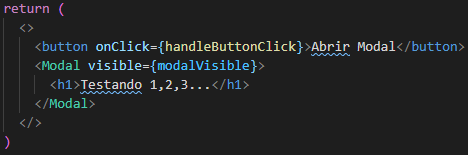 return (
<>
<button onClick={handleButtonClick}>Abrir Modal</button>
<Modal visible={modalVisible}>
<h1>Testando 1,2,3...</h1>
</Modal>
</>
)